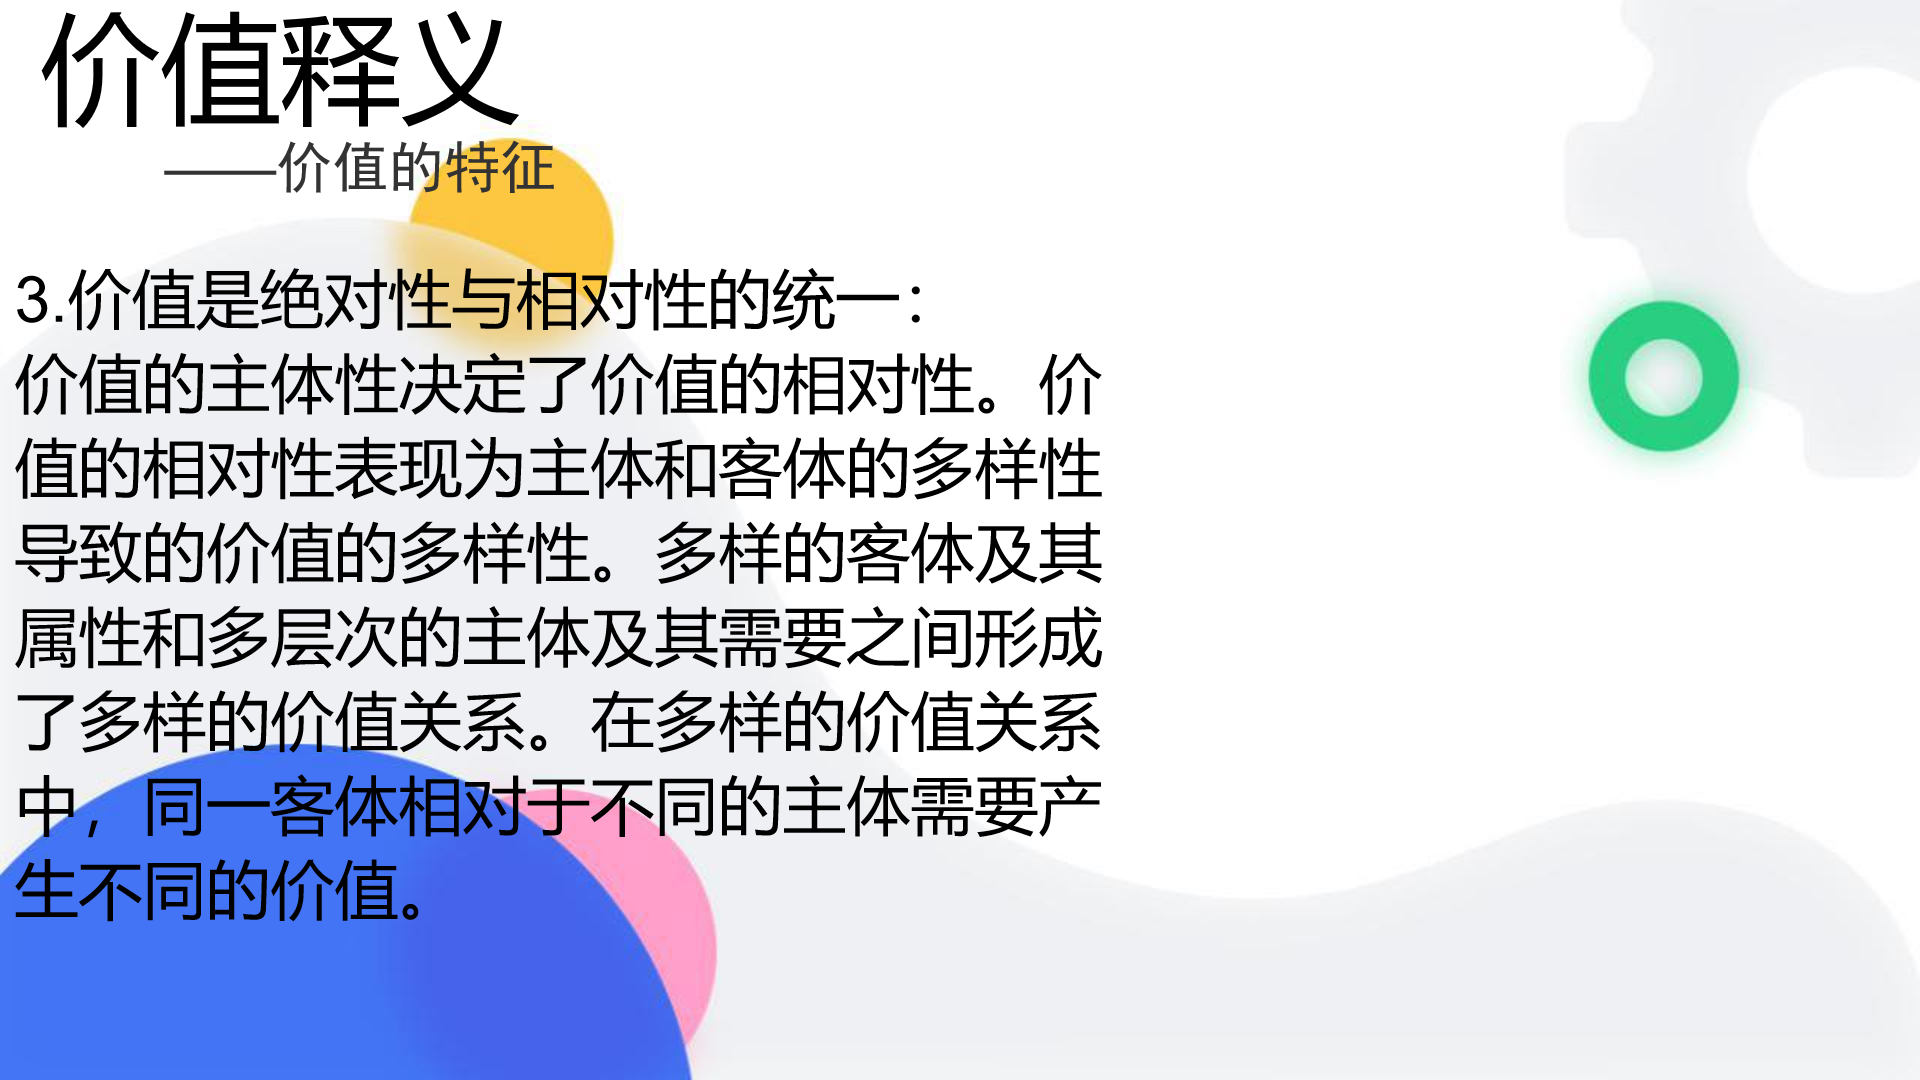 价值释义
——价值的特征
3.价值是绝对性与相对性的统一：
价值的主体性决定了价值的相对性。价
值的相对性表现为主体和客体的多样性
导致的价值的多样性。多样的客体及其
属性和多层次的主体及其需要之间形成
了多样的价值关系。在多样的价值关系
中，同一客体相对于不同的主体需要产
生不同的价值。